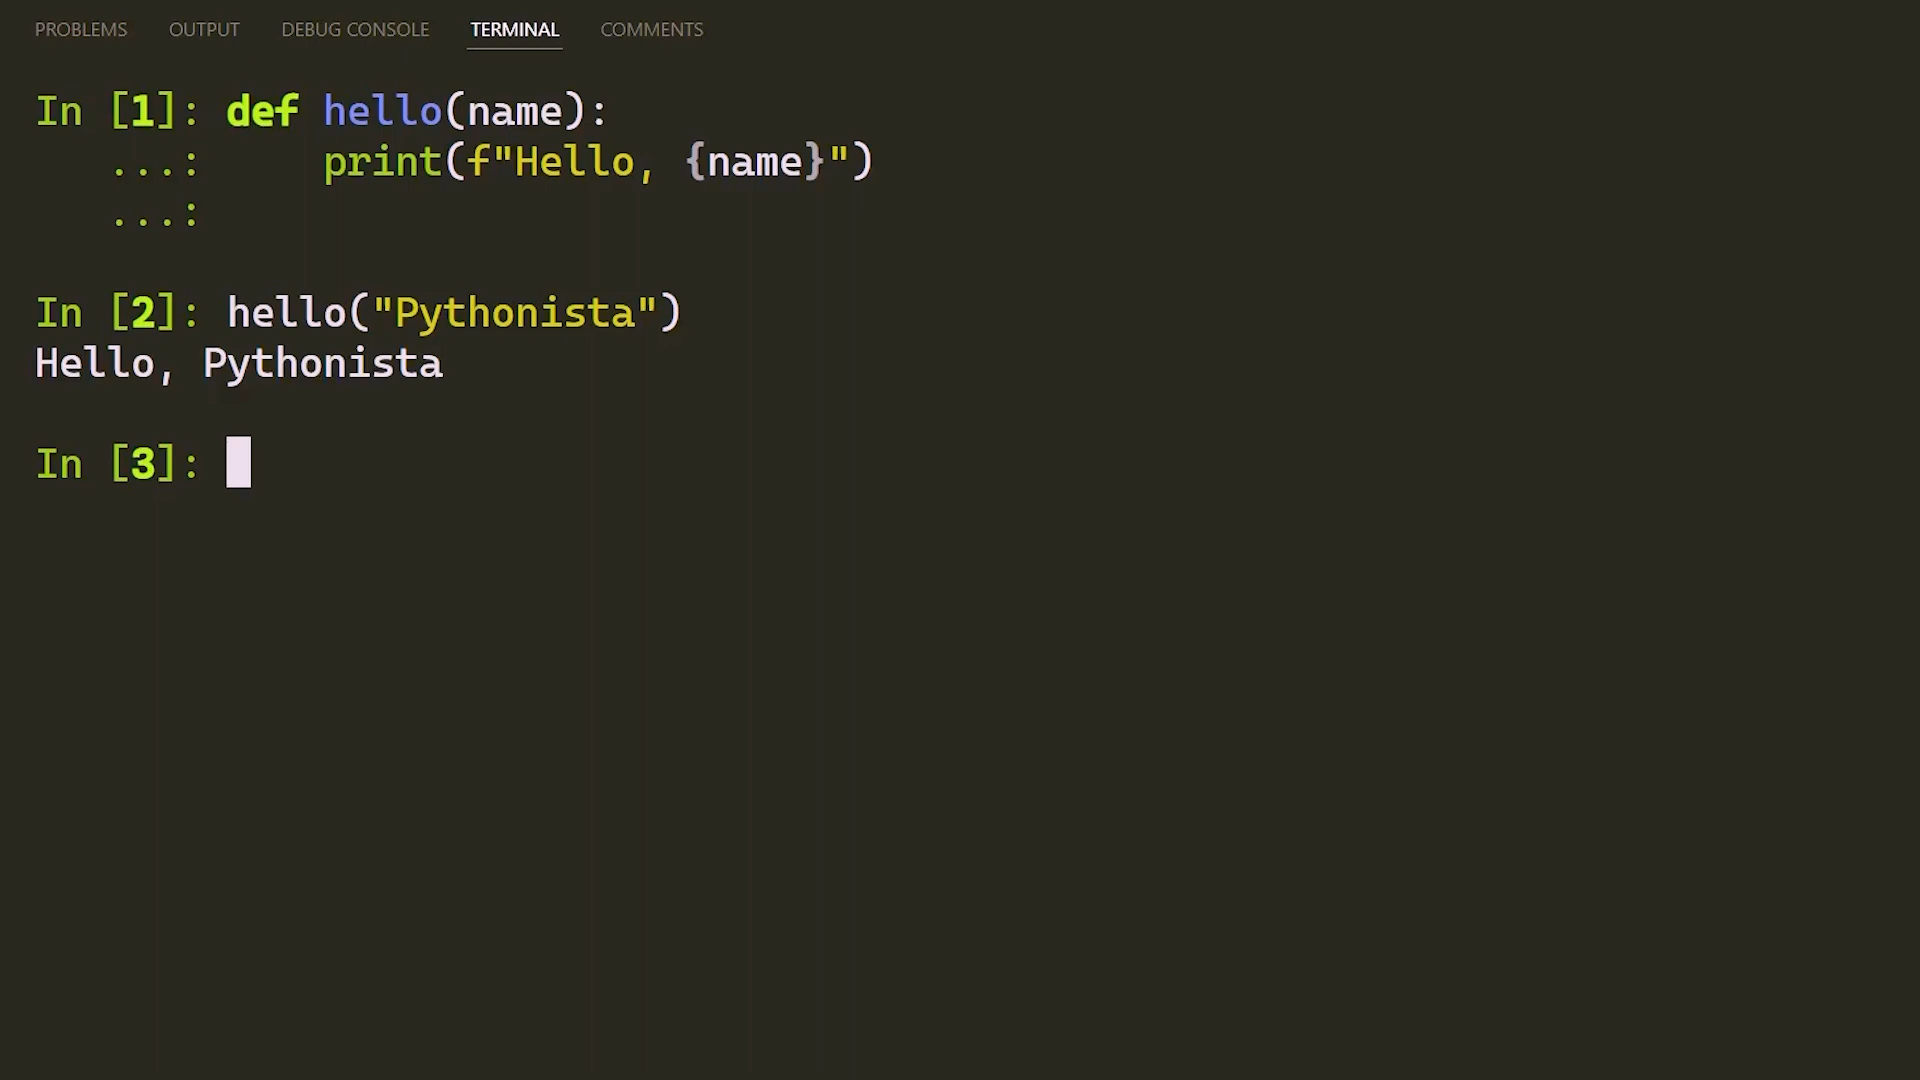 PROBLEMS OUTPUT DEBUG CONSOLE TERMINAL COMMENTS
In [1]: def hello(name):
   ...:     print(f"Hello, {name}")
   ...:
In [2]: hello("Pythonista")
Hello, Pythonista
In [3]: